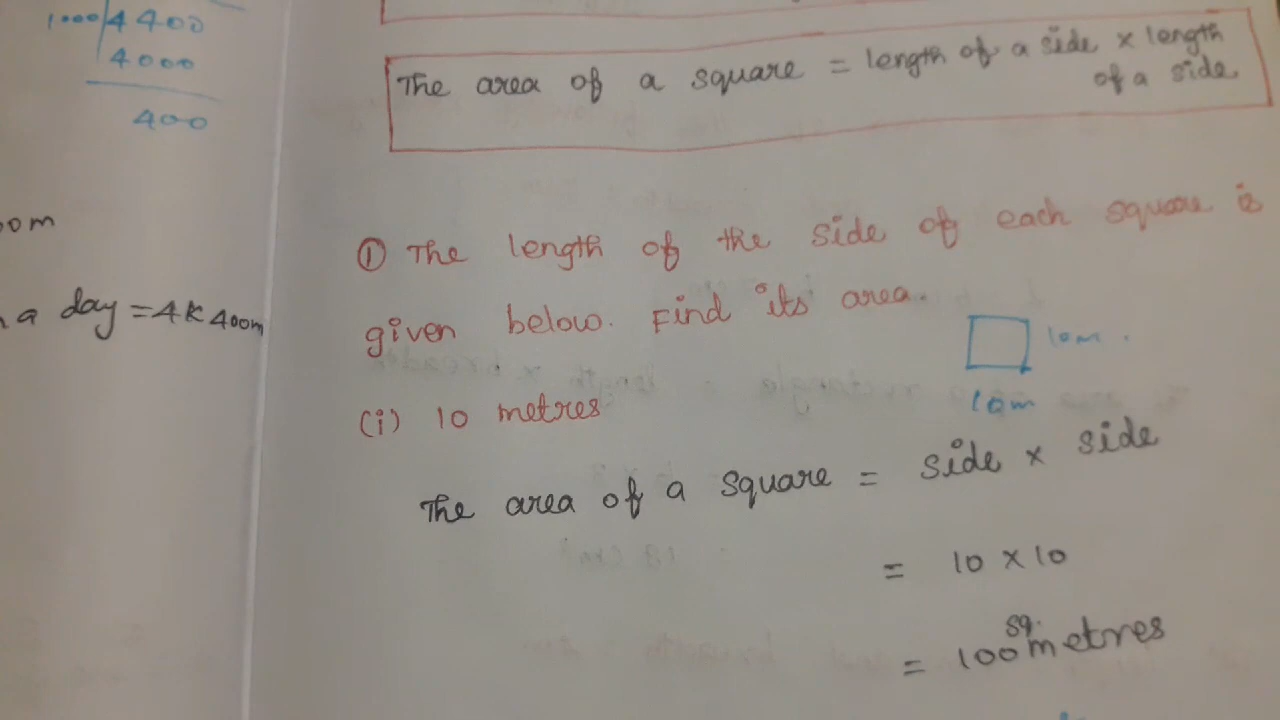 1000 4400
4000
400
The area of a square = length of a side × length
of a side
om
① The length of the side of each square is
a day = 4k 400m
given below. Find its area.
10m.
(i) 10 metres
10m
The area of a square = side × side
= 10 × 10
= 100 sq. metres